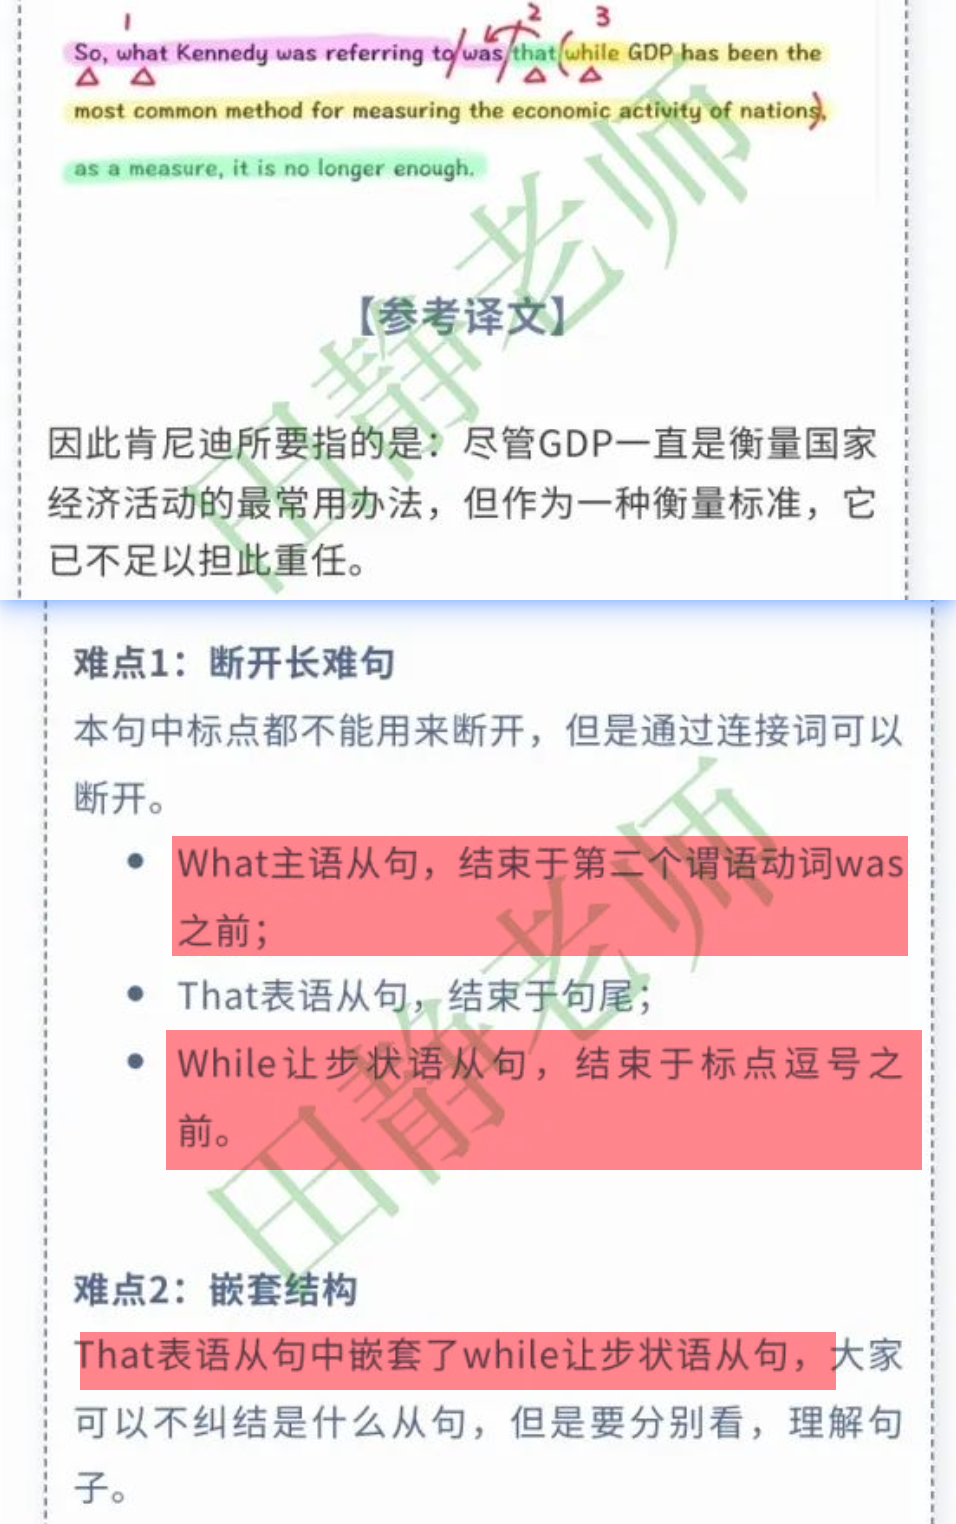 1 2 3
So, what Kennedy was referring to was that while GDP has been the
most common method for measuring the economic activity of nations,
as a measure, it is no longer enough.
【参考译文】
因此肯尼迪所要指的是：尽管GDP一直是衡量国家
经济活动的最常用办法，但作为一种衡量标准，它
已不足以担此重任。
难点1：断开长难句
本句中标点都不能用来断开，但是通过连接词可以
断开。
What主语从句，结束于第二个谓语动词was
之前；
That表语从句，结束于句尾；
While让步状语从句，结束于标点逗号之
前。
难点2：嵌套结构
That表语从句中嵌套了while让步状语从句，大家
可以不纠结是什么从句，但是要分别看，理解句
子。
田静老师
田静老师